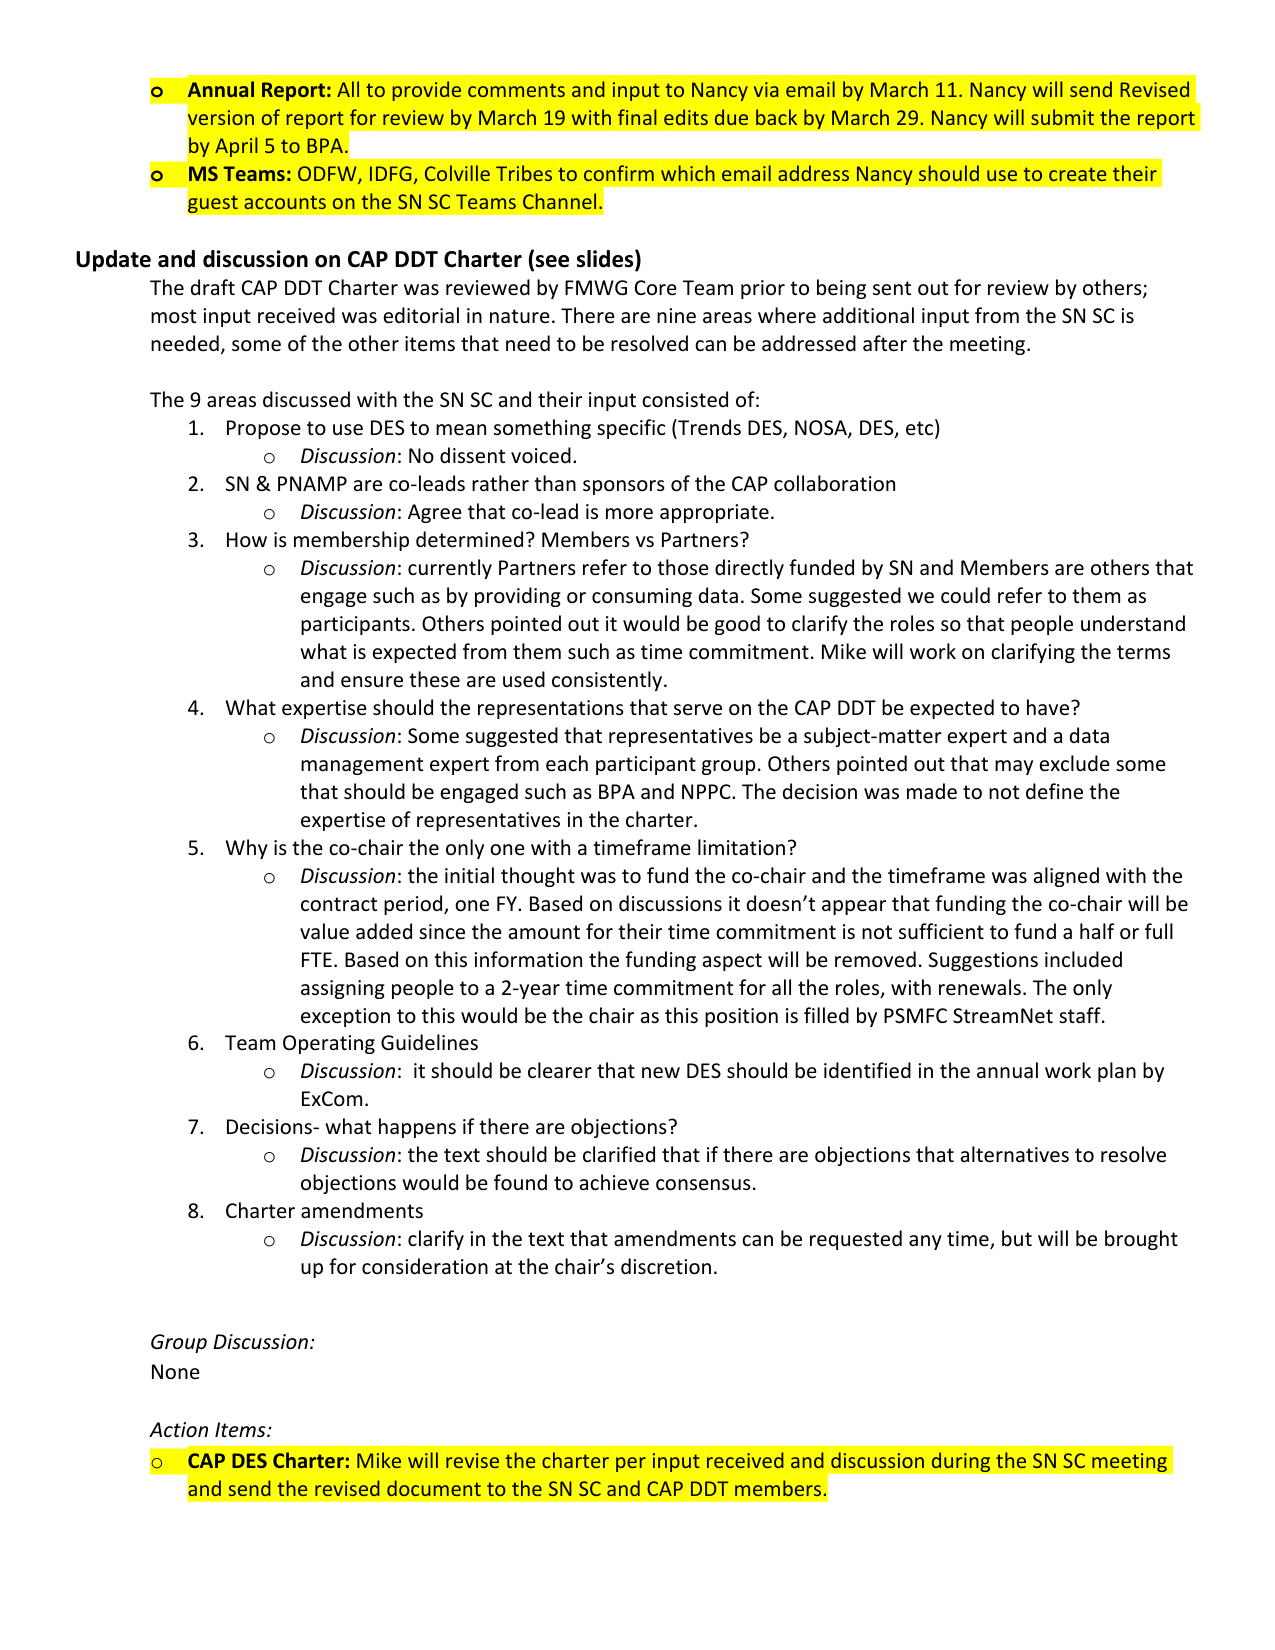 o Annual Report: All to provide comments and input to Nancy via email by March 11. Nancy will send Revised
version of report for review by March 19 with final edits due back by March 29. Nancy will submit the report
by April 5 to BPA.
o MS Teams: ODFW, IDFG, Colville Tribes to confirm which email address Nancy should use to create their
guest accounts on the SN SC Teams Channel.
Update and discussion on CAP DDT Charter (see slides)
The draft CAP DDT Charter was reviewed by FMWG Core Team prior to being sent out for review by others;
most input received was editorial in nature. There are nine areas where additional input from the SN SC is
needed, some of the other items that need to be resolved can be addressed after the meeting.
The 9 areas discussed with the SN SC and their input consisted of:
1. Propose to use DES to mean something specific (Trends DES, NOSA, DES, etc)
o Discussion: No dissent voiced.
2. SN & PNAMP are co-leads rather than sponsors of the CAP collaboration
o Discussion: Agree that co-lead is more appropriate.
3. How is membership determined? Members vs Partners?
o Discussion: currently Partners refer to those directly funded by SN and Members are others that
engage such as by providing or consuming data. Some suggested we could refer to them as
participants. Others pointed out it would be good to clarify the roles so that people understand
what is expected from them such as time commitment. Mike will work on clarifying the terms
and ensure these are used consistently.
4. What expertise should the representations that serve on the CAP DDT be expected to have?
o Discussion: Some suggested that representatives be a subject-matter expert and a data
management expert from each participant group. Others pointed out that may exclude some
that should be engaged such as BPA and NPPC. The decision was made to not define the
expertise of representatives in the charter.
5. Why is the co-chair the only one with a timeframe limitation?
o Discussion: the initial thought was to fund the co-chair and the timeframe was aligned with the
contract period, one FY. Based on discussions it doesn’t appear that funding the co-chair will be
value added since the amount for their time commitment is not sufficient to fund a half or full
FTE. Based on this information the funding aspect will be removed. Suggestions included
assigning people to a 2-year time commitment for all the roles, with renewals. The only
exception to this would be the chair as this position is filled by PSMFC StreamNet staff.
6. Team Operating Guidelines
o Discussion: it should be clearer that new DES should be identified in the annual work plan by
ExCom.
7. Decisions- what happens if there are objections?
o Discussion: the text should be clarified that if there are objections that alternatives to resolve
objections would be found to achieve consensus.
8. Charter amendments
o Discussion: clarify in the text that amendments can be requested any time, but will be brought
up for consideration at the chair’s discretion.
Group Discussion:
None
Action Items:
o CAP DES Charter: Mike will revise the charter per input received and discussion during the SN SC meeting
and send the revised document to the SN SC and CAP DDT members.